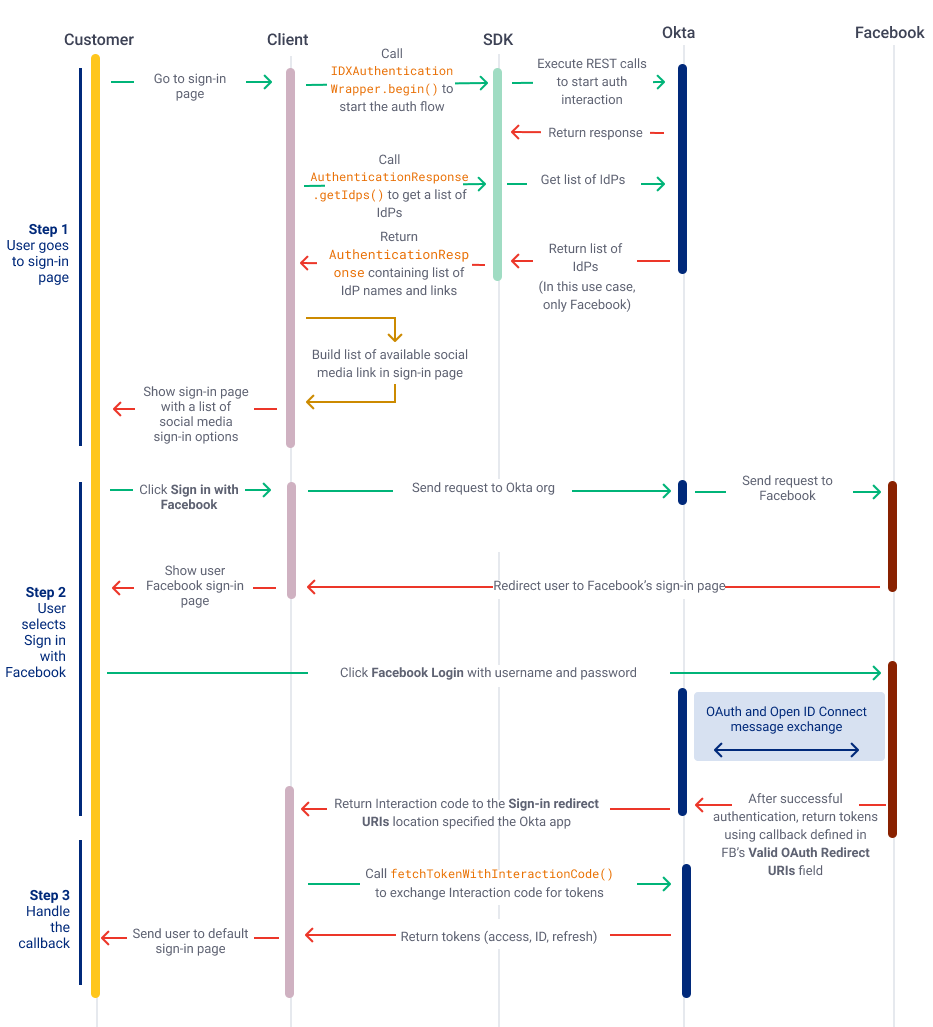 Customer
Client
SDK
Okta
Facebook
Go to sign-in
page
Call
IDXAuthentication
Wrapper.begin() to
start the auth flow
Execute REST calls
to start auth
interaction
Return response
Call
AuthenticationResponse
.getIdps() to get a list of
IdPs
Get list of IdPs
Return
AuthenticationResp
onse containing list of
IdP names and links
Return list of
IdPs
(In this use case,
only Facebook)
Step 1
User goes
to sign-in
page
Build list of available social
media link in sign-in page
Show sign-in page
with a list of
social media
sign-in options
Click Sign in with
Facebook
Send request to Okta org
Send request to
Facebook
Show user
Facebook sign-in
page
Redirect user to Facebook's sign-in page
Step 2
User
selects
Sign in
with
Facebook
Click Facebook Login with username and password
OAuth and Open ID Connect
message exchange
Return Interaction code to the Sign-in redirect
URIs location specified the Okta app
After successful
authentication, return tokens
using callback defined in
FB's Valid OAuth Redirect
URIs field
Step 3
Handle
the
callback
Call fetchTokenWithInteractionCode()
to exchange Interaction code for tokens
Send user to default
sign-in page
Return tokens (access, ID, refresh)